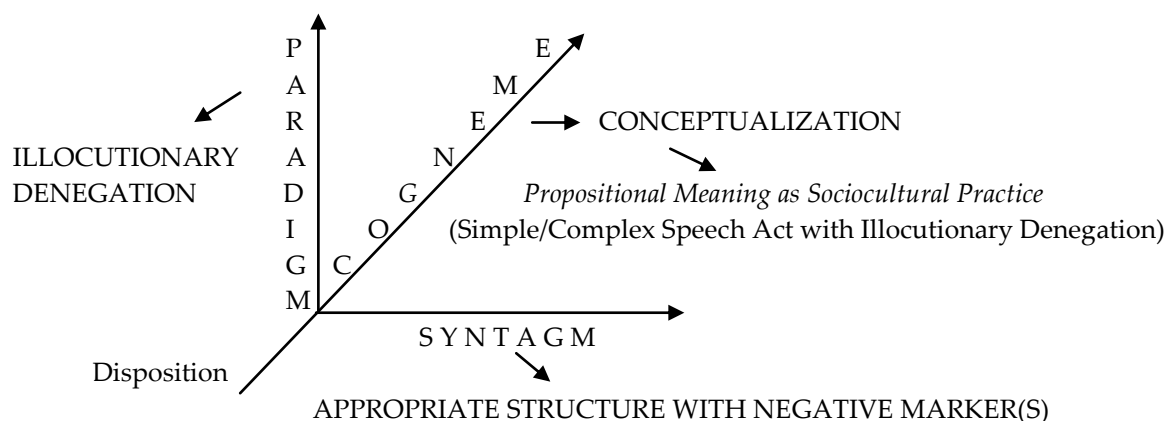 PARADIGM
COGNEME
CONCEPTUALIZATION
ILLOCUTIONARY
DENEGATION
Propositional Meaning as Sociocultural Practice
(Simple/Complex Speech Act with Illocutionary Denegation)
SYNTAGM
Disposition
APPROPRIATE STRUCTURE WITH NEGATIVE MARKER(S)